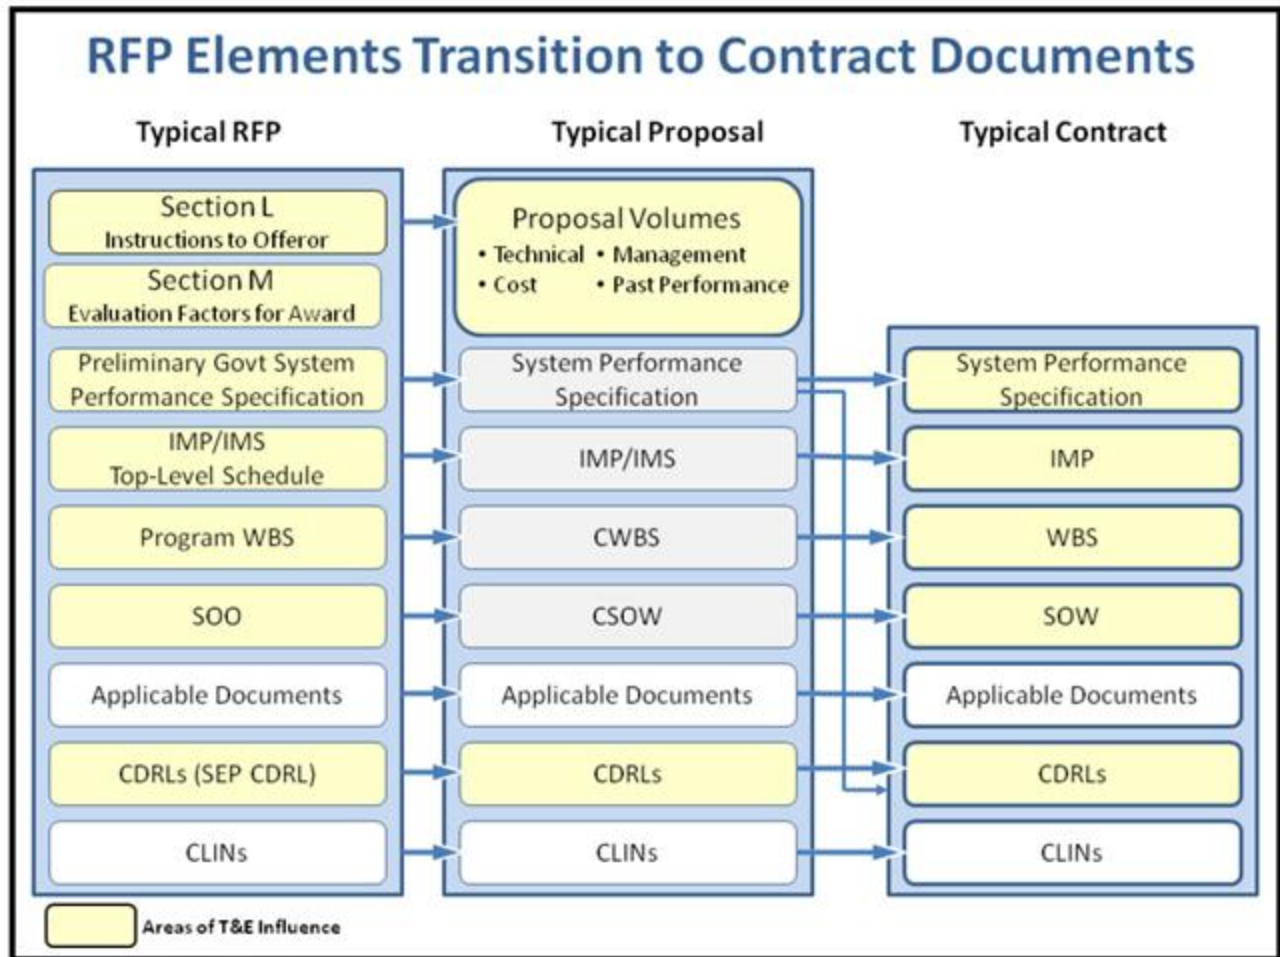 RFP Elements Transition to Contract Documents
Typical RFP
Section L
Instructions to Offeror
Section M
Evaluation Factors for Award
Preliminary Govt System
Performance Specification
IMP/IMS
Top-Level Schedule
Program WBS
SOO
Applicable Documents
CDRLs (SEP CDRL)
CLINs
Typical Proposal
Proposal Volumes
• Technical • Management
• Cost • Past Performance
System Performance
Specification
IMP/IMS
CWBS
CSOW
Applicable Documents
CDRLs
CLINs
Typical Contract
System Performance
Specification
IMP
WBS
SOW
Applicable Documents
CDRLs
CLINs
Areas of T&E Influence